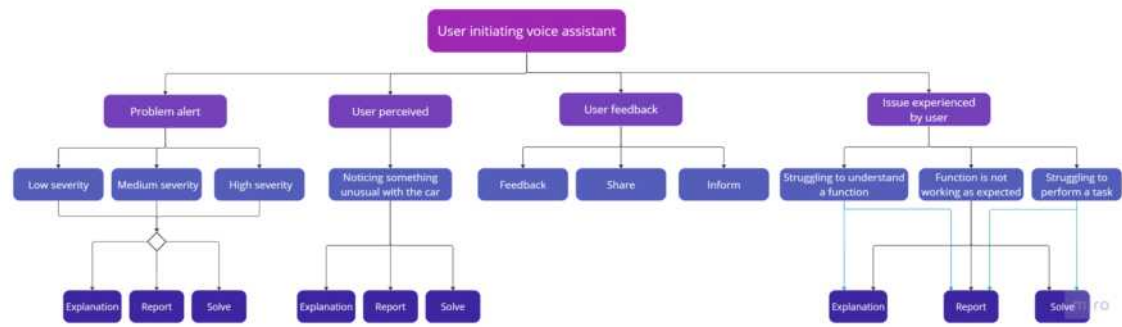 User initiating voice assistant
Problem alert
User perceived
User feedback
Issue experienced
by user
Low severity
Medium severity
High severity
Noticing something
unusual with the car
Feedback
Share
Inform
Struggling to understand
a function
Function is not
working as expected
Struggling to
perform a task
Explanation
Report
Solve
Explanation
Report
Solve
Explanation
Report
Solve
miro